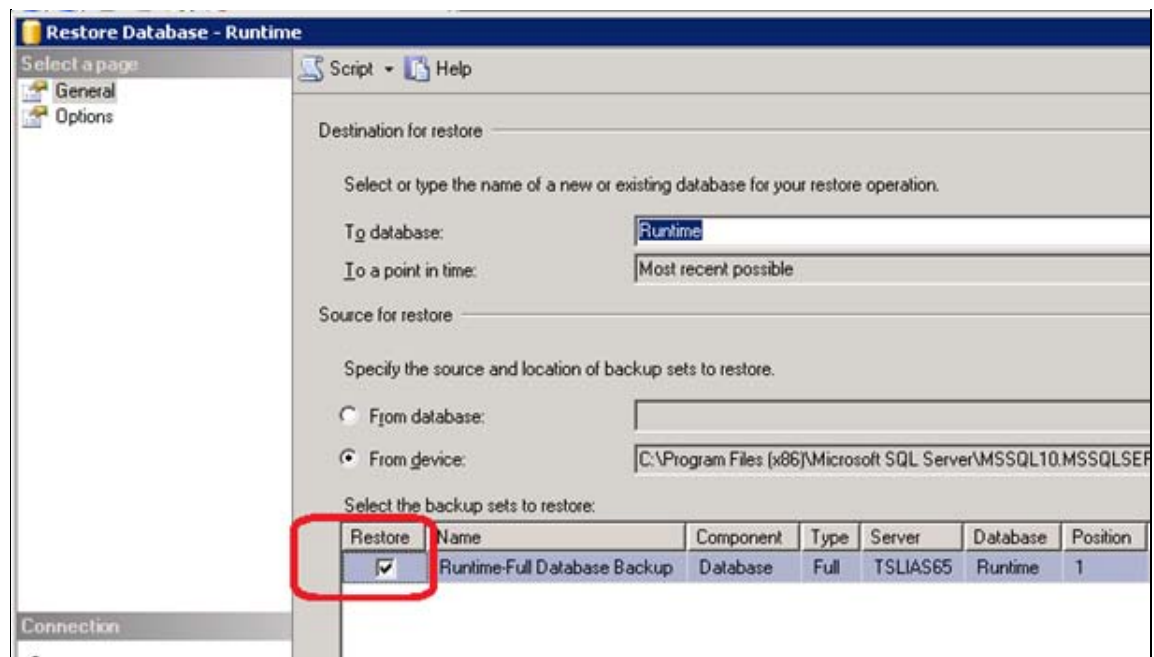 Restore Database - Runtime
Select a page
General
Options
Script Help
Destination for restore
Select or type the name of a new or existing database for your restore operation.
To database: Runtime
To a point in time: Most recent possible
Source for restore
Specify the source and location of backup sets to restore.
From database:
From device: C:\Program Files (x86)\Microsoft SQL Server\MSSQL10.MSSQLSER
Select the backup sets to restore:
Restore Name Component Type Server Database Position
Runtime-Full Database Backup Database Full TSLIAS65 Runtime 1
Connection